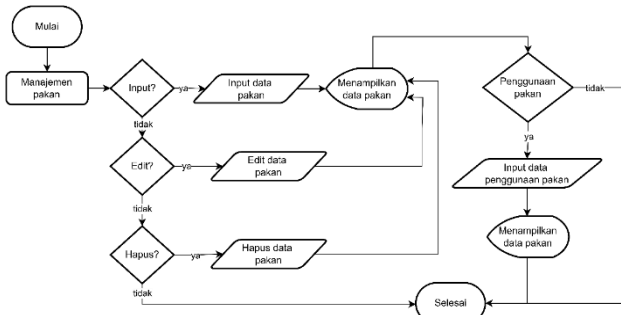 Mulai
Manajemen
pakan
Input?
ya
Input data
pakan
Menampilkan
data pakan
Penggunaan
pakan
tidak
tidak
Edit?
ya
Edit data
pakan
ya
Input data
penggunaan pakan
tidak
Hapus?
ya
Hapus data
pakan
Menampilkan
data pakan
tidak
Selesai